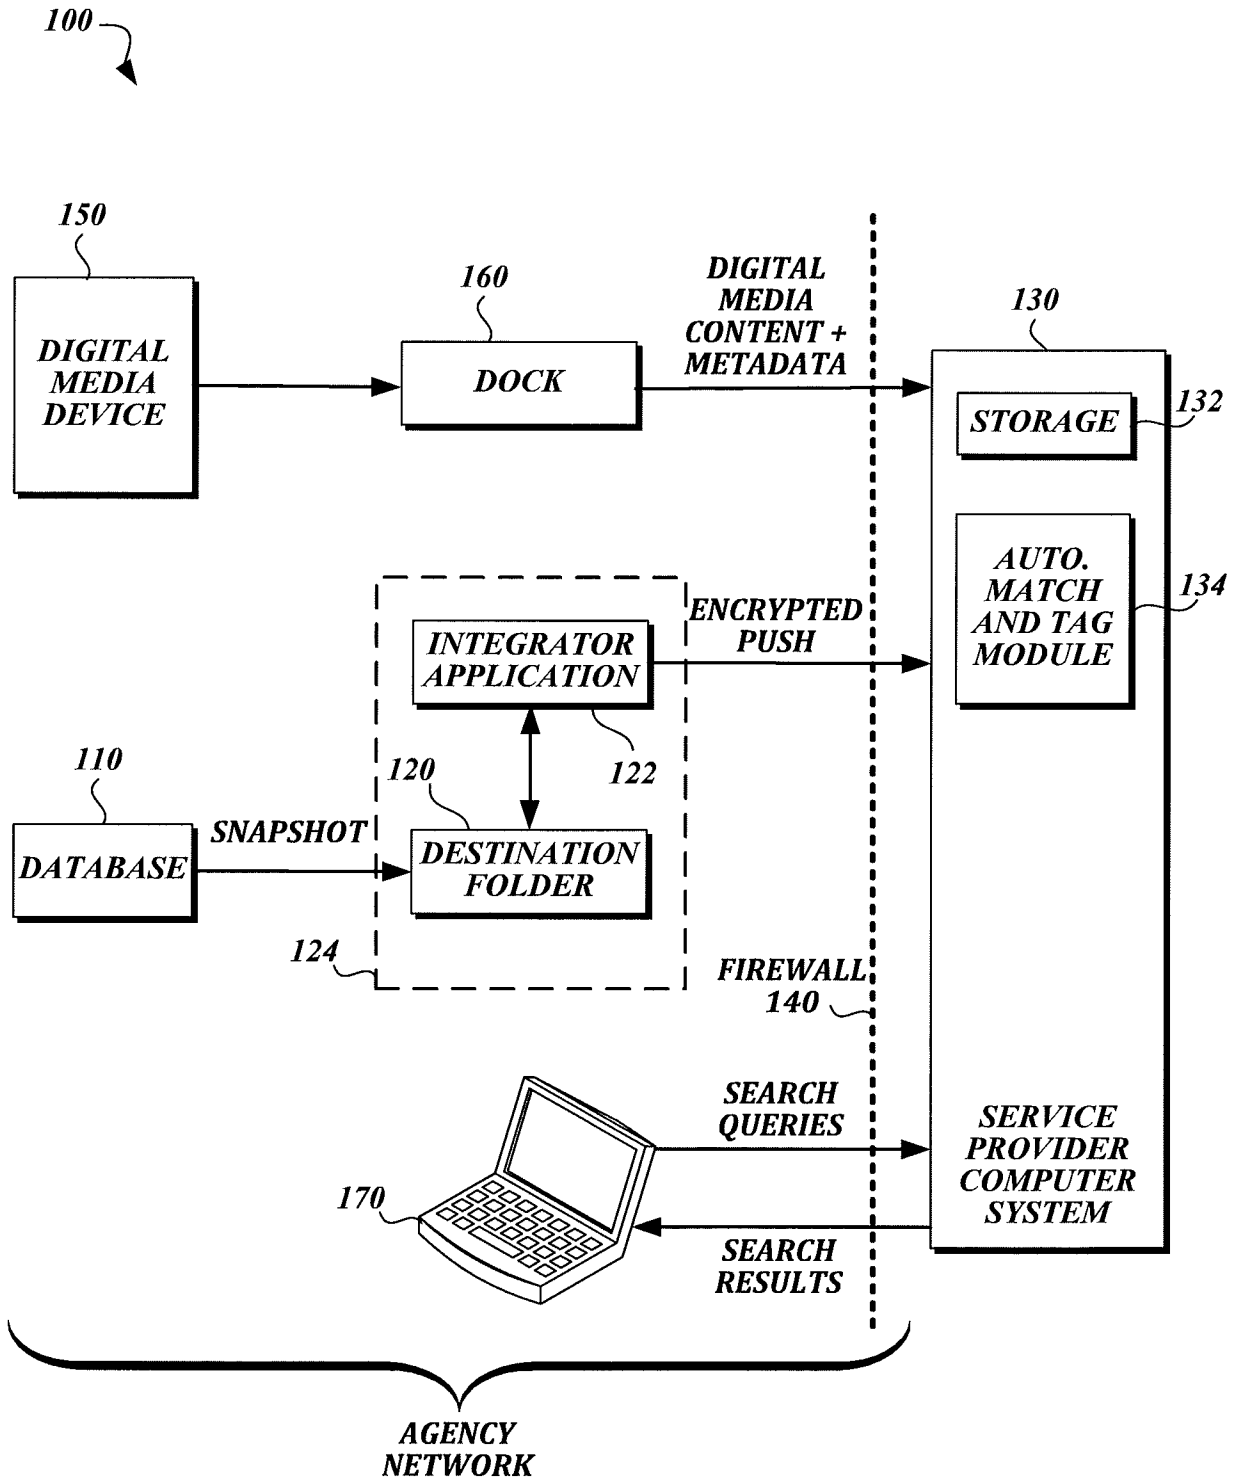 100
150
DIGITAL
MEDIA
DEVICE
160
DOCK
DIGITAL
MEDIA
CONTENT +
METADATA
130
STORAGE
132
AUTO.
MATCH
AND TAG
MODULE
134
INTEGRATOR
APPLICATION
ENCRYPTED
PUSH
122
110
DATABASE
SNAPSHOT
120
DESTINATION
FOLDER
124
FIREWALL
140
SEARCH
QUERIES
170
SEARCH
RESULTS
SERVICE
PROVIDER
COMPUTER
SYSTEM
AGENCY
NETWORK